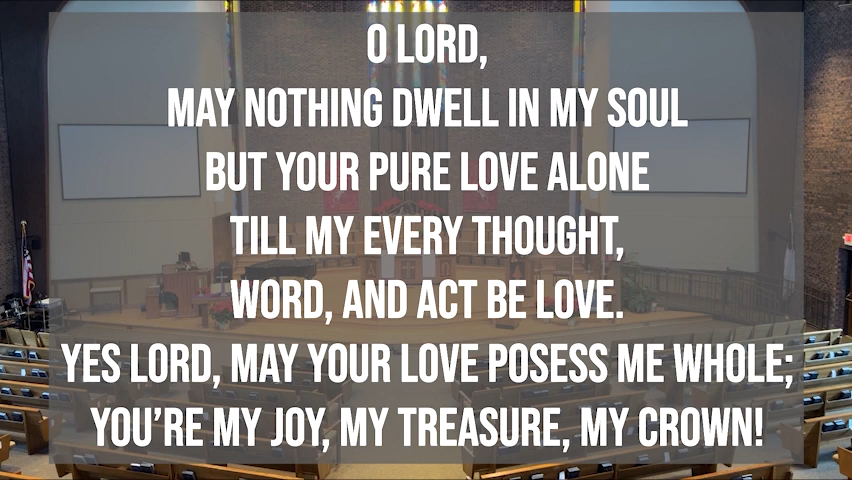 O LORD,
MAY NOTHING DWELL IN MY SOUL
BUT YOUR PURE LOVE ALONE
TILL MY EVERY THOUGHT,
WORD, AND ACT BE LOVE.
YES LORD, MAY YOUR LOVE POSESS ME WHOLE;
YOU'RE MY JOY, MY TREASURE, MY CROWN!